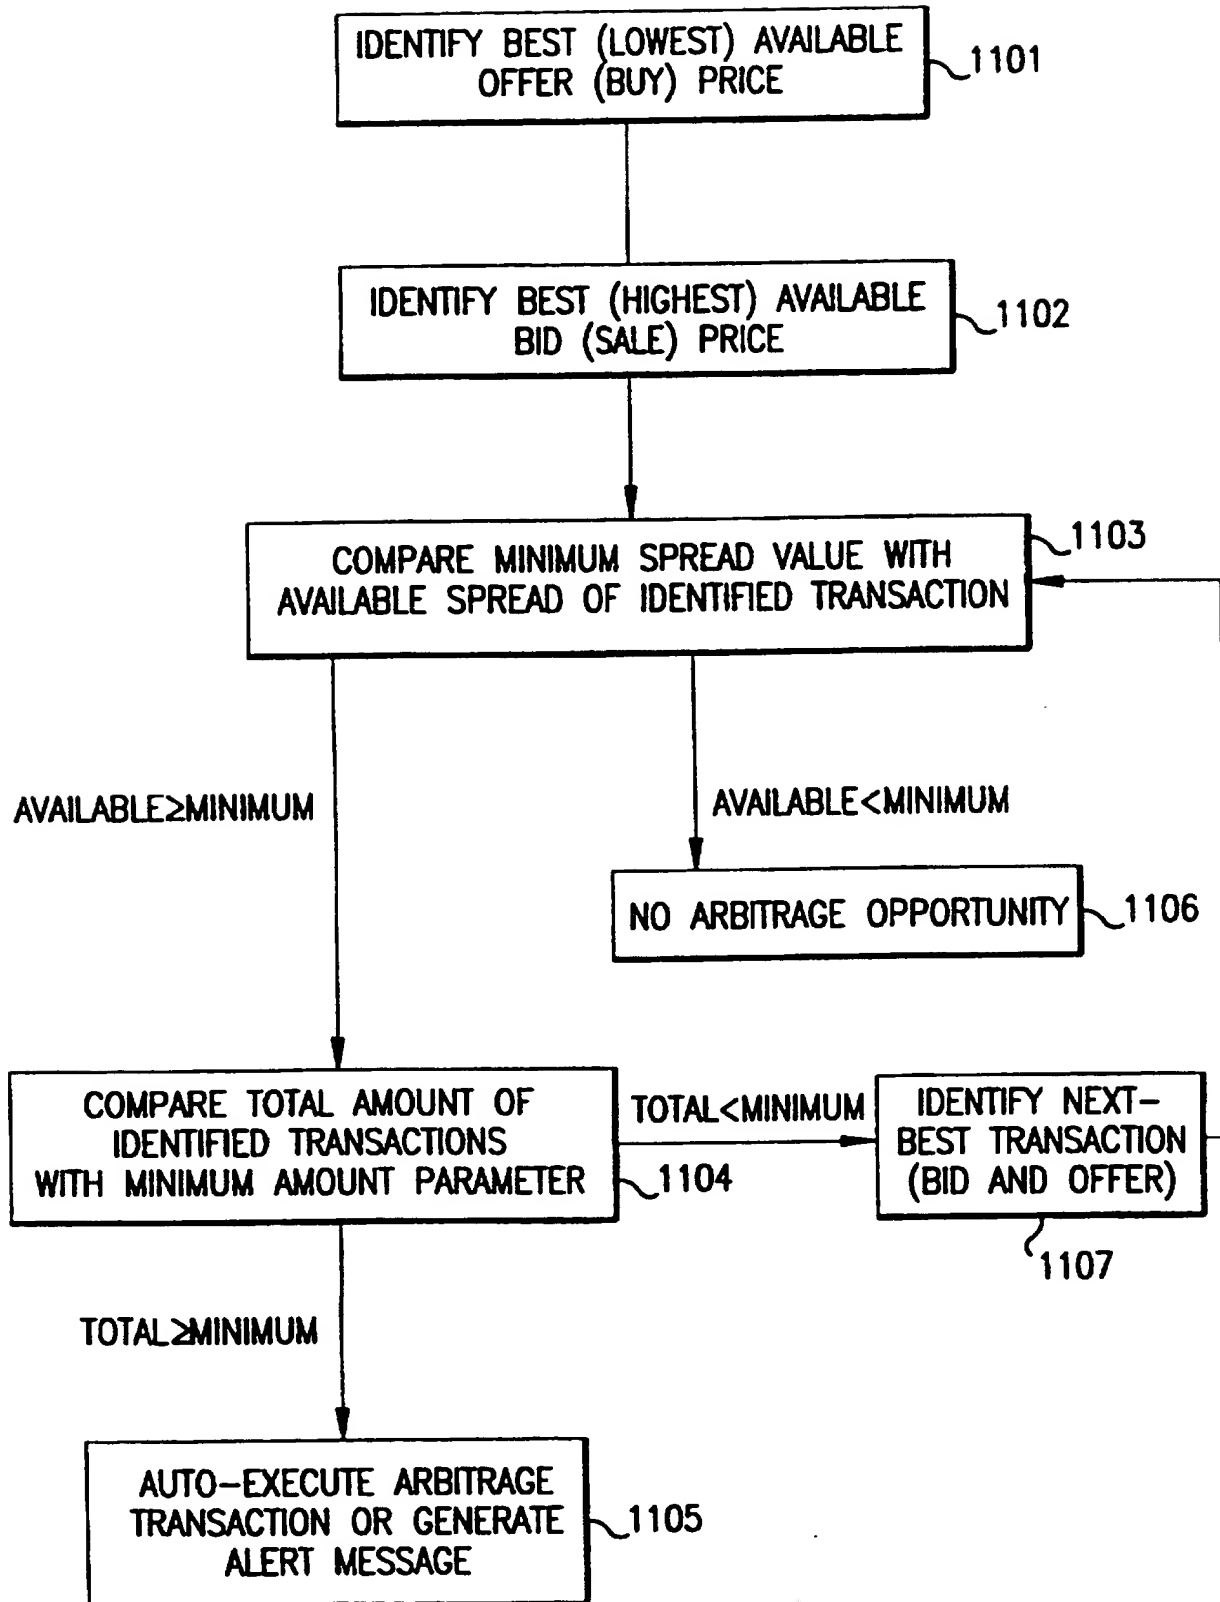 IDENTIFY BEST (LOWEST) AVAILABLE
OFFER (BUY) PRICE
1101
IDENTIFY BEST (HIGHEST) AVAILABLE
BID (SALE) PRICE
1102
COMPARE MINIMUM SPREAD VALUE WITH
AVAILABLE SPREAD OF IDENTIFIED TRANSACTION
1103
AVAILABLE≥MINIMUM
AVAILABLE<MINIMUM
NO ARBITRAGE OPPORTUNITY
1106
COMPARE TOTAL AMOUNT OF
IDENTIFIED TRANSACTIONS
WITH MINIMUM AMOUNT PARAMETER
1104
TOTAL<MINIMUM
IDENTIFY NEXT-
BEST TRANSACTION
(BID AND OFFER)
1107
TOTAL≥MINIMUM
AUTO-EXECUTE ARBITRAGE
TRANSACTION OR GENERATE
ALERT MESSAGE
1105